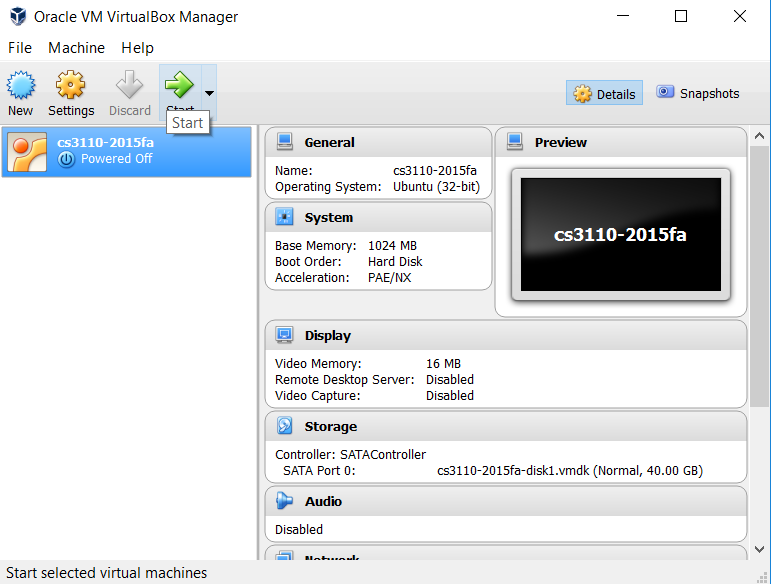 Oracle VM VirtualBox Manager
File Machine Help
New Settings Discard Start
Start
Details Snapshots
cs3110-2015fa
Powered Off
General
Name: cs3110-2015fa
Operating System: Ubuntu (32-bit)
System
Base Memory: 1024 MB
Boot Order: Hard Disk
Acceleration: PAE/NX
Preview
cs3110-2015fa
Display
Video Memory: 16 MB
Remote Desktop Server: Disabled
Video Capture: Disabled
Storage
Controller: SATAController
SATA Port 0: cs3110-2015fa-disk1.vmdk (Normal, 40.00 GB)
Audio
Disabled
Network
Start selected virtual machines